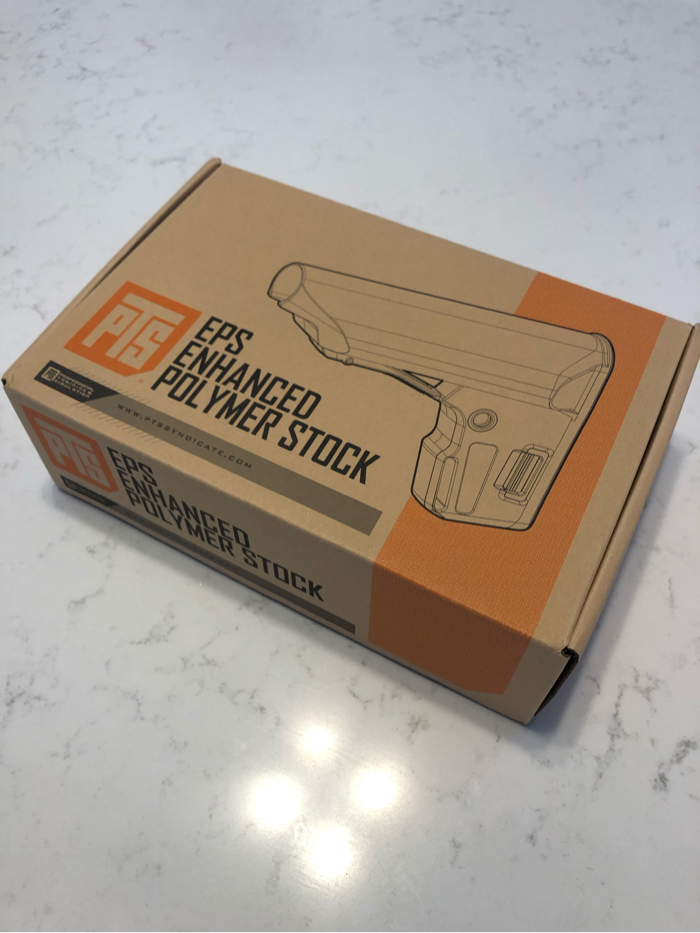 PTS
EPS
ENHANCED
POLYMER STOCK
WWW.PTSSYNDICATE.COM
PTS
EPS
ENHANCED
POLYMER STOCK